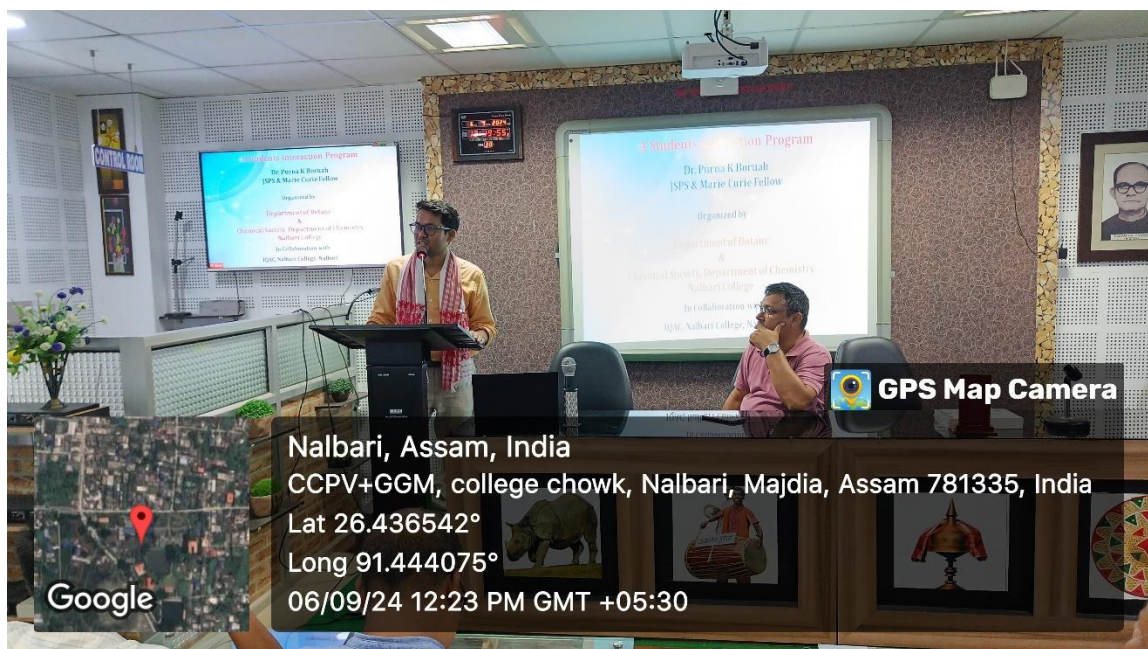 CONTROL ROOM
A Students Interaction Program
Dr. Purna K Boruah
JSPS & Marie Curie Fellow
Organized by
Department of Botany
&
Chemical Society, Department of Chemistry
Nalbari College
In Collaboration with
IQAC, Nalbari College, Nalbari
Students Interaction Program
Dr. Purna K Boruah
JSPS & Marie Curie Fellow
Organized by
Department of Botany
&
Chemical Society, Department of Chemistry
Nalbari College
In Collaboration
IQAC, Nalbari College,
GPS Map Camera
Nalbari, Assam, India
CCPV+GGM, college chowk, Nalbari, Majdia, Assam 781335, India
Lat 26.436542°
Long 91.444075°
06/09/24 12:23 PM GMT +05:30
Google